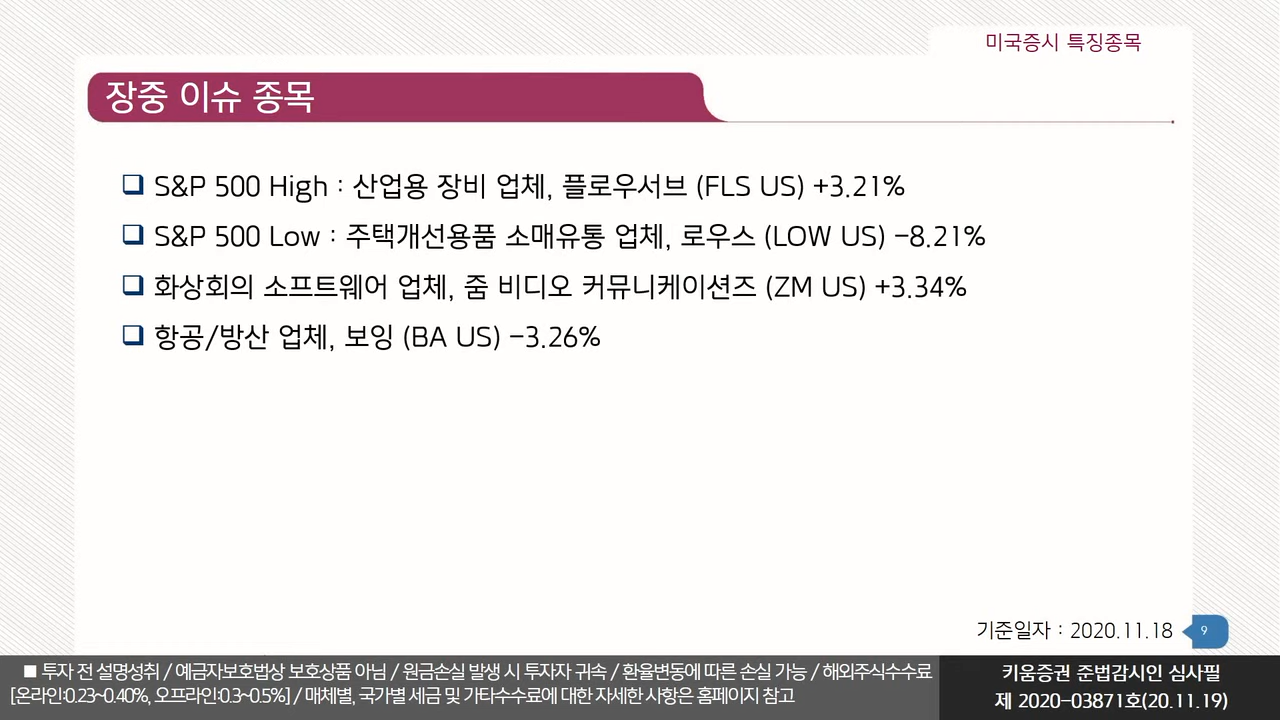 미국증시 특징종목
장중 이슈 종목
❑ S&P 500 High : 산업용 장비 업체, 플로우서브 (FLS US) +3.21%
❑ S&P 500 Low : 주택개선용품 소매유통 업체, 로우스 (LOW US) -8.21%
❑ 화상회의 소프트웨어 업체, 줌 비디오 커뮤니케이션즈 (ZM US) +3.34%
❑ 항공/방산 업체, 보잉 (BA US) -3.26%
기준일자 : 2020.11.18
9
■ 투자 전 설명성취 / 예금자보호법상 보호상품 아님 / 원금손실 발생 시 투자자 귀속 / 환율변동에 따른 손실 가능 / 해외주식수수료
[온라인:0.23~0.40%, 오프라인:0.3~0.5%] / 매체별, 국가별 세금 및 가타수수료에 대한 자세한 사항은 홈페이지 참고
키움증권 준법감시인 심사필
제 2020-03871호(20.11.19)